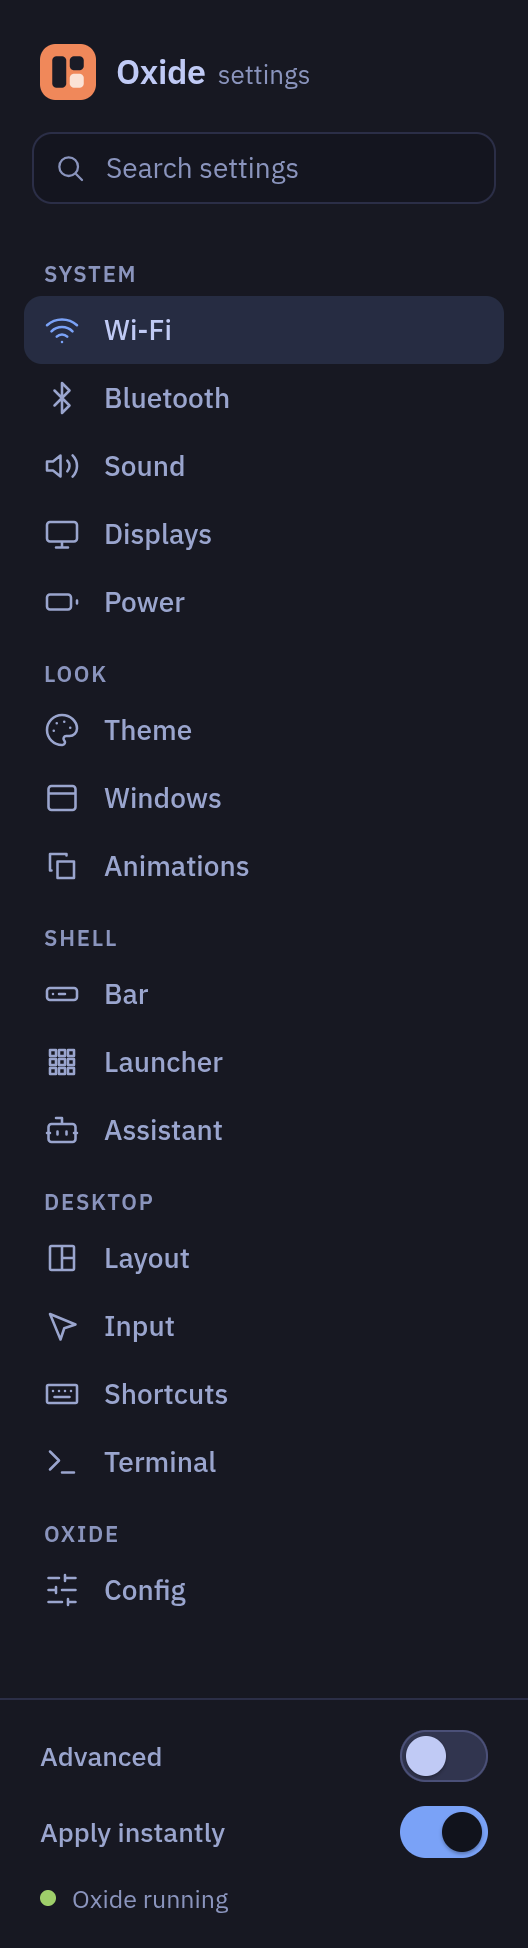 Oxide settings
Search settings
SYSTEM
Wi-Fi
Bluetooth
Sound
Displays
Power
LOOK
Theme
Windows
Animations
SHELL
Bar
Launcher
Assistant
DESKTOP
Layout
Input
Shortcuts
Terminal
OXIDE
Config
Advanced
Apply instantly
Oxide running